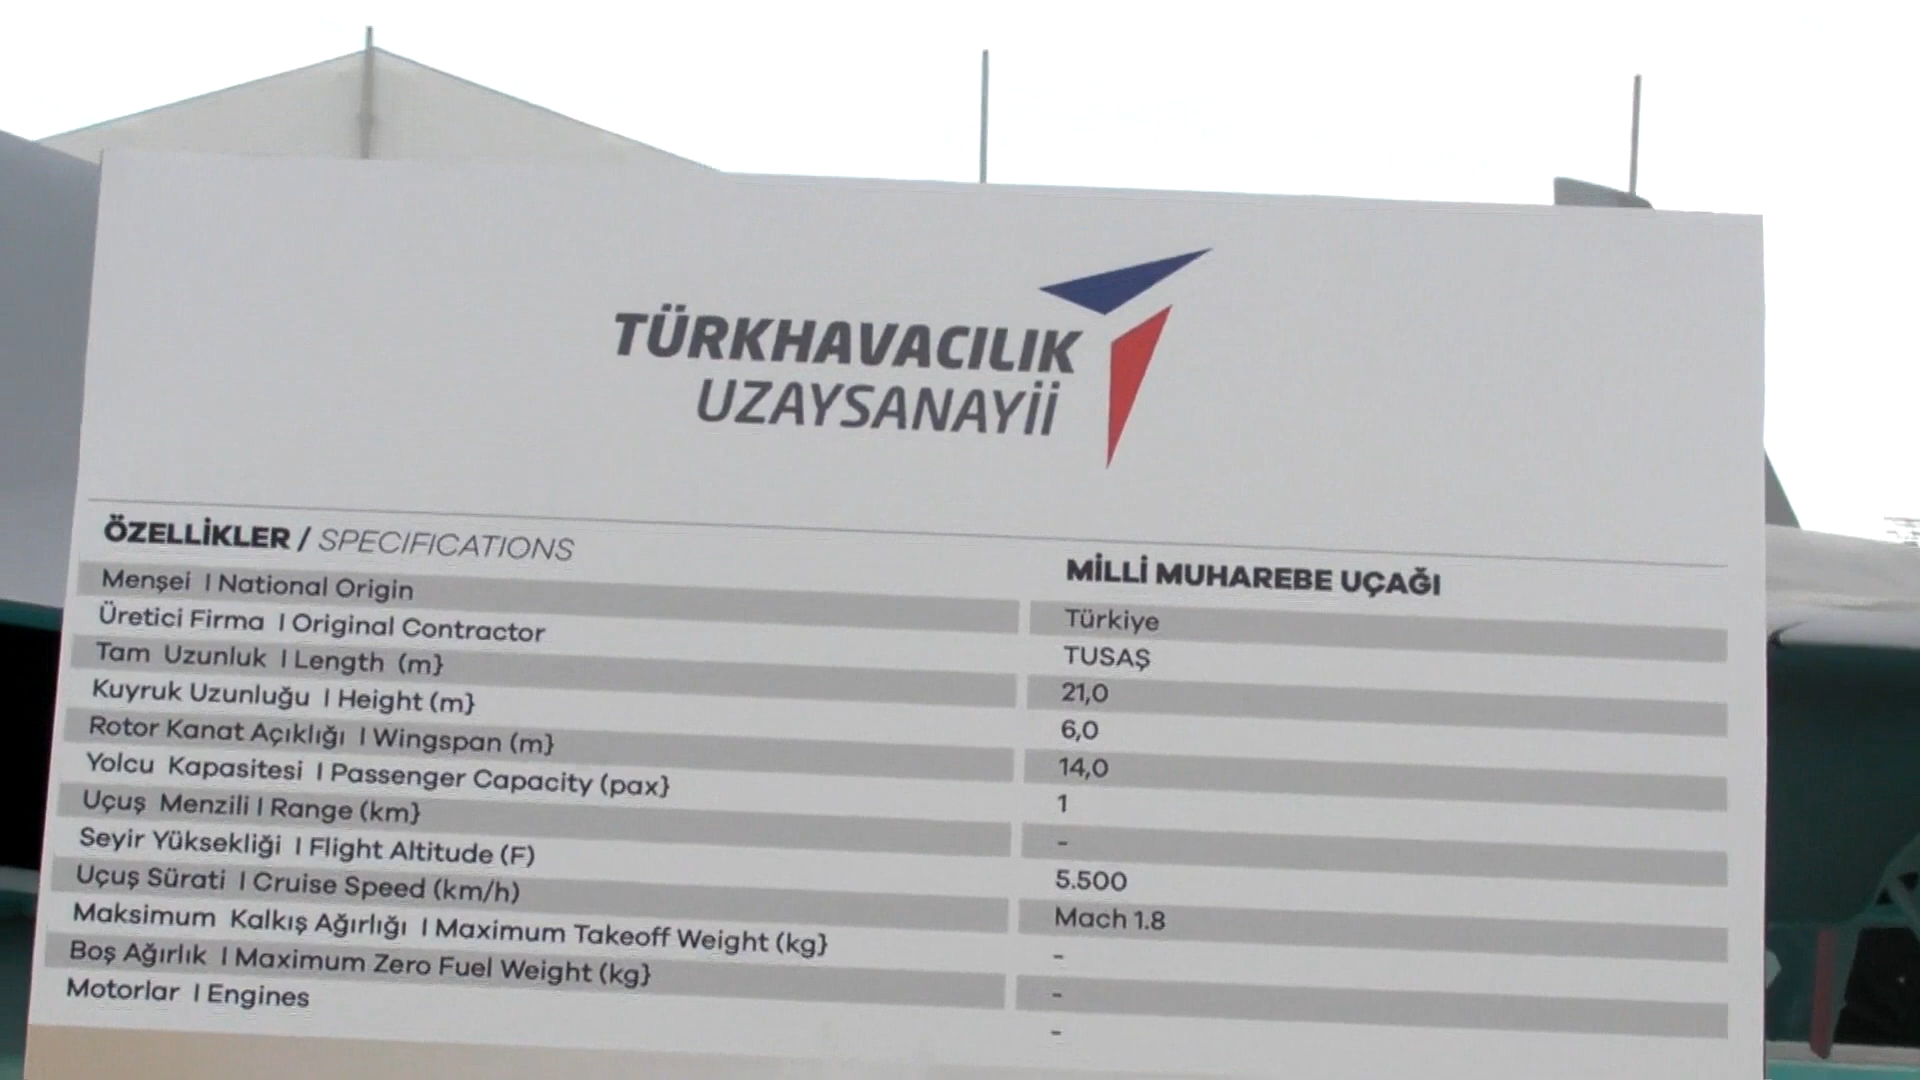 TÜRKHAVACILIK
UZAYSANAYİİ
ÖZELLİKLER / SPECIFICATIONS MİLLİ MUHAREBE UÇAĞI
Menşei | National Origin Türkiye
Üretici Firma | Original Contractor TUSAŞ
Tam Uzunluk | Length (m} 21,0
Kuyruk Uzunluğu | Height (m} 6,0
Rotor Kanat Açıklığı | Wingspan (m} 14,0
Yolcu Kapasitesi | Passenger Capacity (pax} 1
Uçuş Menzili | Range (km} -
Seyir Yüksekliği | Flight Altitude (F) 5.500
Uçuş Sürati | Cruise Speed (km/h) Mach 1.8
Maksimum Kalkış Ağırlığı | Maximum Takeoff Weight (kg} -
Boş Ağırlık | Maximum Zero Fuel Weight (kg} -
Motorlar | Engines -